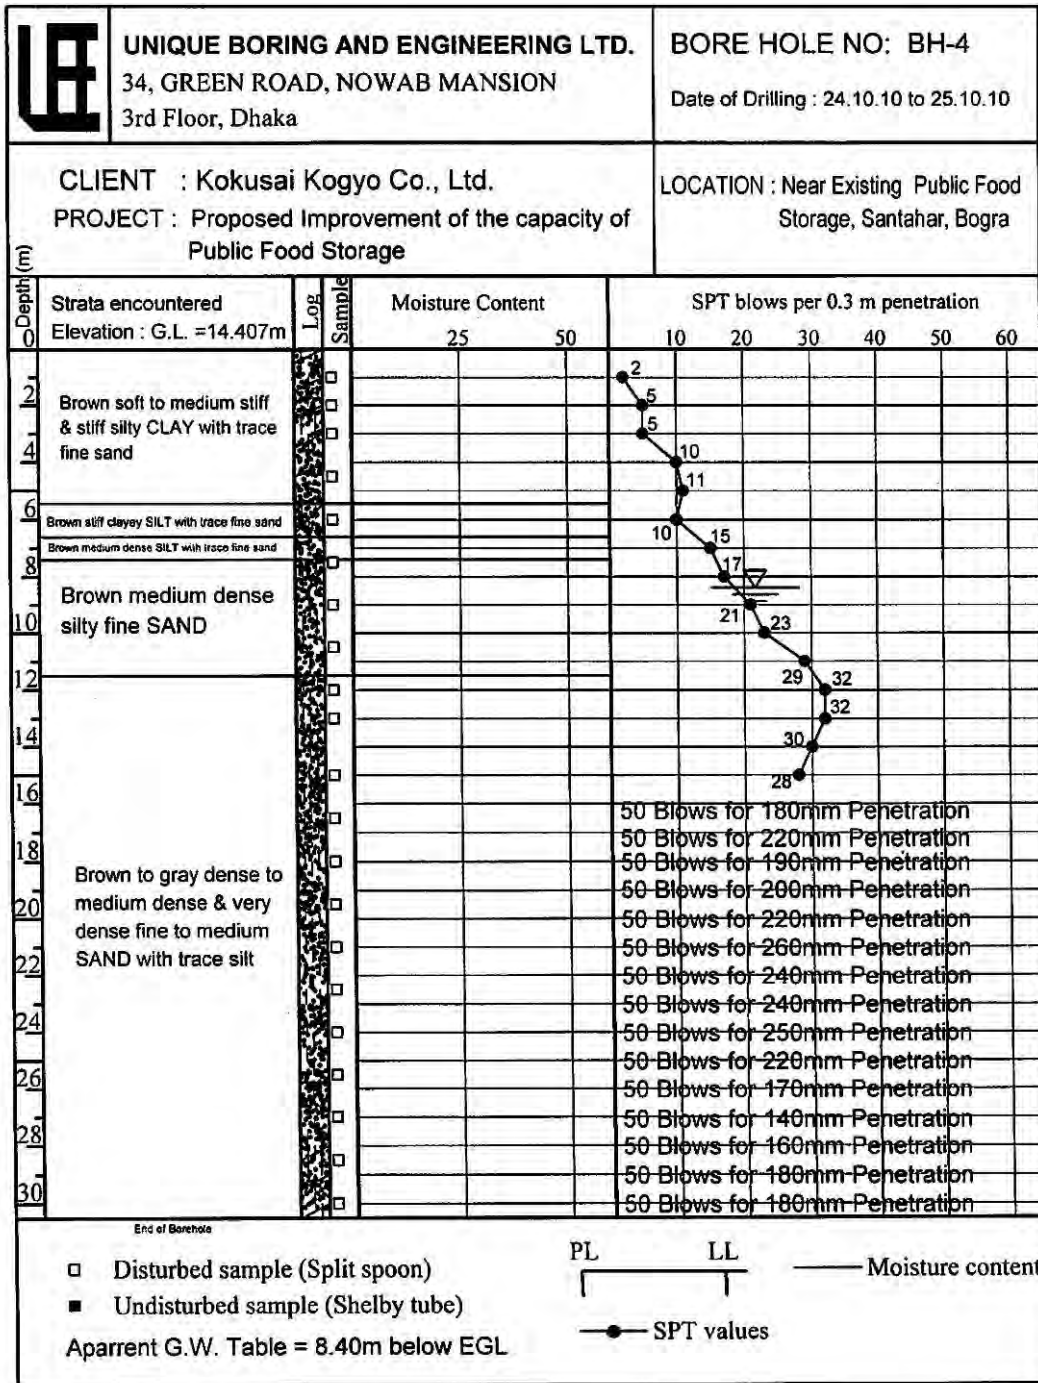 UNIQUE BORING AND ENGINEERING LTD.
34, GREEN ROAD, NOWAB MANSION
3rd Floor, Dhaka
BORE HOLE NO: BH-4
Date of Drilling : 24.10.10 to 25.10.10
CLIENT : Kokusai Kogyo Co., Ltd.
PROJECT : Proposed Improvement of the capacity of
Public Food Storage
LOCATION : Near Existing Public Food
Storage, Santahar, Bogra
Depth (m)
Strata encountered
Elevation : G.L. =14.407m
Log
Sample
Moisture Content
25 50
SPT blows per 0.3 m penetration
10 20 30 40 50 60
0
2
4
6
8
10
12
14
16
18
20
22
24
26
28
30
Brown soft to medium stiff
& stiff silty CLAY with trace
fine sand
Brown stiff clayey SILT with trace fine sand
Brown medium dense SILT with trace fine sand
Brown medium dense
silty fine SAND
Brown to gray dense to
medium dense & very
dense fine to medium
SAND with trace silt
2
5
5
10
11
10
15
17
21
23
29
32
32
30
28
50 Blows for 180mm Penetration
50 Blows for 220mm Penetration
50 Blows for 190mm Penetration
50 Blows for 200mm Penetration
50 Blows for 220mm Penetration
50 Blows for 260mm Penetration
50 Blows for 240mm Penetration
50 Blows for 240mm Penetration
50 Blows for 250mm Penetration
50 Blows for 220mm Penetration
50 Blows for 170mm Penetration
50 Blows for 140mm Penetration
50 Blows for 160mm Penetration
50 Blows for 180mm Penetration
50 Blows for 180mm Penetration
End of Borehole
Disturbed sample (Split spoon)
Undisturbed sample (Shelby tube)
Aparrent G.W. Table = 8.40m below EGL
PL LL
Moisture content
SPT values